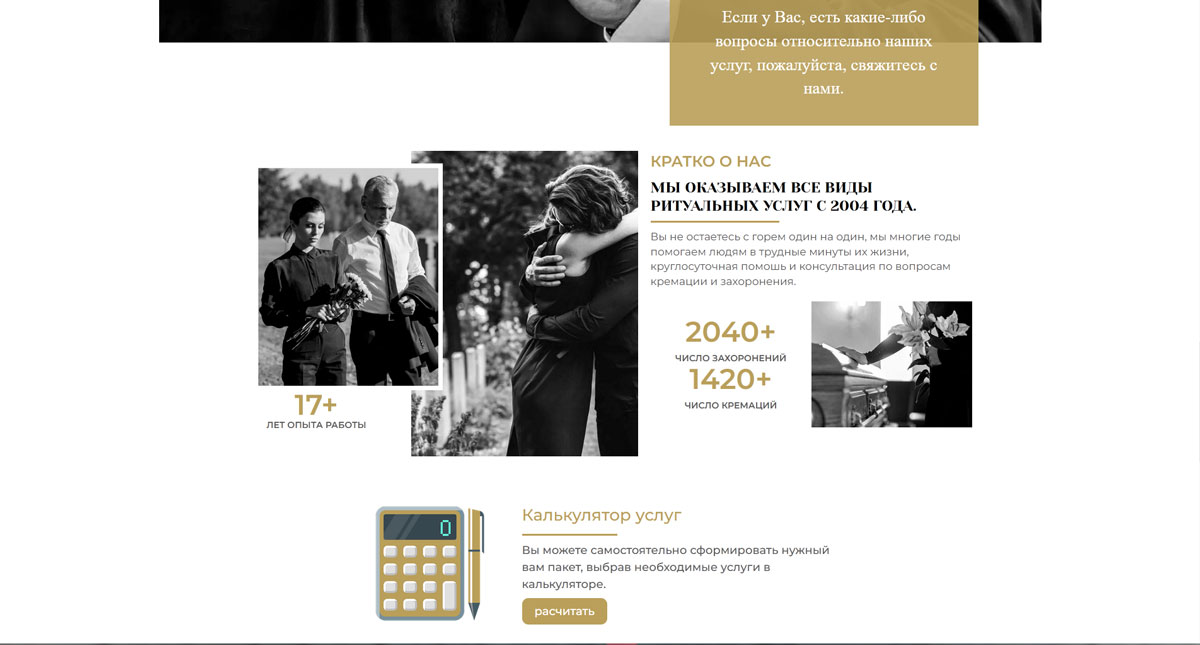 Если у Вас, есть какие-либо
вопросы относительно наших
услуг, пожалуйста, свяжитесь с
нами.
КРАТКО О НАС
МЫ ОКАЗЫВАЕМ ВСЕ ВИДЫ
РИТУАЛЬНЫХ УСЛУГ С 2004 ГОДА.
Вы не остаетесь с горем один на один, мы многие годы
помогаем людям в трудные минуты их жизни,
круглосуточная помошь и консультация по вопросам
кремации и захоронения.
2040+
ЧИСЛО ЗАХОРОНЕНИЙ
1420+
ЧИСЛО КРЕМАЦИЙ
17+
ЛЕТ ОПЫТА РАБОТЫ
0
Калькулятор услуг
Вы можете самостоятельно сформировать нужный
вам пакет, выбрав необходимые услуги в
калькуляторе.
расчитать